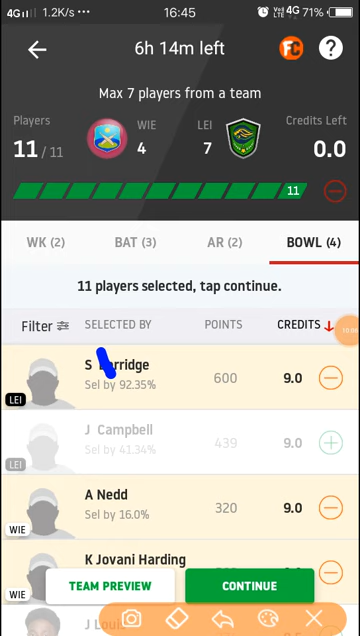 4G 1.2K/s ... 16:45 VoI) LTE 4G 71%
6h 14m left FC ?
Max 7 players from a team
Players WIE LEI Credits Left
11 / 11 4 7 0.0
11
WK (2) BAT (3) AR (2) BOWL (4)
11 players selected, tap continue.
Filter SELECTED BY POINTS CREDITS
S 600 9.0
Sel by 92.35%
LEI
J Campbell 439 9.0
Sel by 41.34%
LEI
A Nedd 320 9.0
Sel by 16.0%
WIE
K Jovani Harding
WIE
TEAM PREVIEW CONTINUE